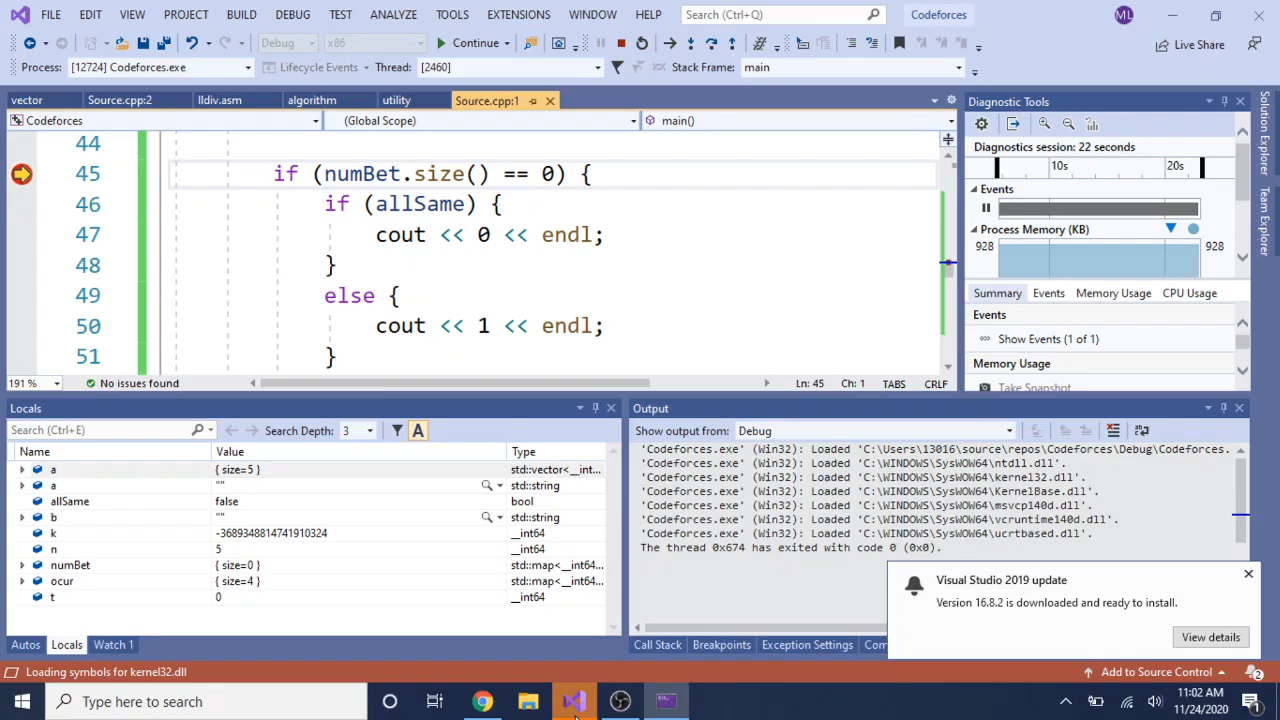 FILE EDIT VIEW PROJECT BUILD DEBUG TEST ANALYZE TOOLS EXTENSIONS WINDOW HELP Search (Ctrl+Q) Codeforces ML
Debug x86 Continue Live Share
Process: [12724] Codeforces.exe Lifecycle Events Thread: [2460] Stack Frame: main
vector Source.cpp:2 lldiv.asm algorithm utility Source.cpp:1
Codeforces (Global Scope) main()
44
45 if (numBet.size() == 0) {
46 if (allSame) {
47 cout << 0 << endl;
48 }
49 else {
50 cout << 1 << endl;
51 }
191 % No issues found Ln: 45 Ch: 1 TABS CRLF
Diagnostic Tools
Diagnostics session: 22 seconds
10s 20s
Events
Process Memory (KB)
928 928
Summary Events Memory Usage CPU Usage
Events
Show Events (1 of 1)
Memory Usage
Take Snapshot
Solution Explorer
Team Explorer
Locals
Search (Ctrl+E) Search Depth: 3 A
Name Value Type
a { size=5 } std::vector<__int...
a "" std::string
allSame false bool
b "" std::string
k -3689348814741910324 __int64
n 5 __int64
numBet { size=0 } std::map<__int64...
ocur { size=4 } std::map<__int64...
t 0 __int64
Autos Locals Watch 1
Output
Show output from: Debug
'Codeforces.exe' (Win32): Loaded 'C:\Users\13016\source\repos\Codeforces\Debug\Codeforces.
'Codeforces.exe' (Win32): Loaded 'C:\WINDOWS\SysWOW64\ntdll.dll'.
'Codeforces.exe' (Win32): Loaded 'C:\WINDOWS\SysWOW64\kernel32.dll'.
'Codeforces.exe' (Win32): Loaded 'C:\WINDOWS\SysWOW64\KernelBase.dll'.
'Codeforces.exe' (Win32): Loaded 'C:\WINDOWS\SysWOW64\msvcp140d.dll'.
'Codeforces.exe' (Win32): Loaded 'C:\WINDOWS\SysWOW64\vcruntime140d.dll'.
'Codeforces.exe' (Win32): Loaded 'C:\WINDOWS\SysWOW64\ucrtbased.dll'.
The thread 0x674 has exited with code 0 (0x0).
Call Stack Breakpoints Exception Settings Com
Visual Studio 2019 update
Version 16.8.2 is downloaded and ready to install.
View details
Loading symbols for kernel32.dll Add to Source Control 2
Type here to search
11:02 AM
11/24/2020 1